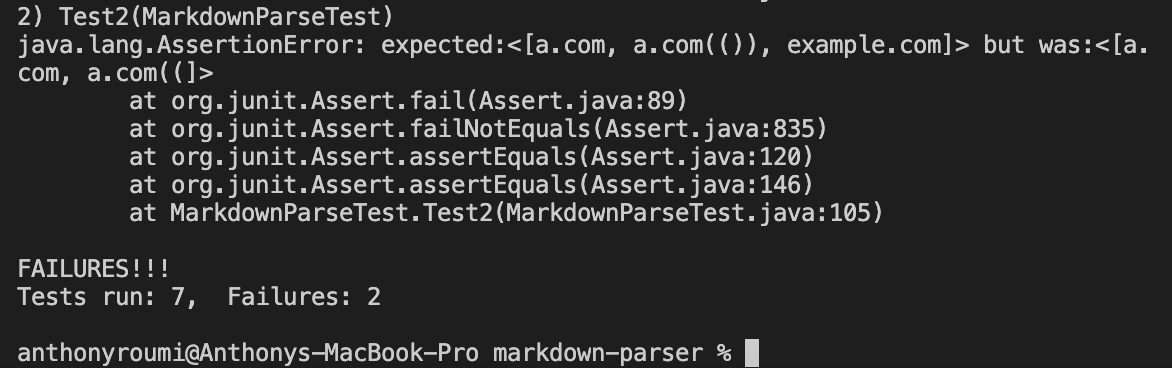 2) Test2(MarkdownParseTest)
java.lang.AssertionError: expected:<[a.com, a.com(()), example.com]> but was:<[a.
com, a.com((]>
        at org.junit.Assert.fail(Assert.java:89)
        at org.junit.Assert.failNotEquals(Assert.java:835)
        at org.junit.Assert.assertEquals(Assert.java:120)
        at org.junit.Assert.assertEquals(Assert.java:146)
        at MarkdownParseTest.Test2(MarkdownParseTest.java:105)
FAILURES!!!
Tests run: 7,  Failures: 2
anthonyroumi@Anthonys-MacBook-Pro markdown-parser %